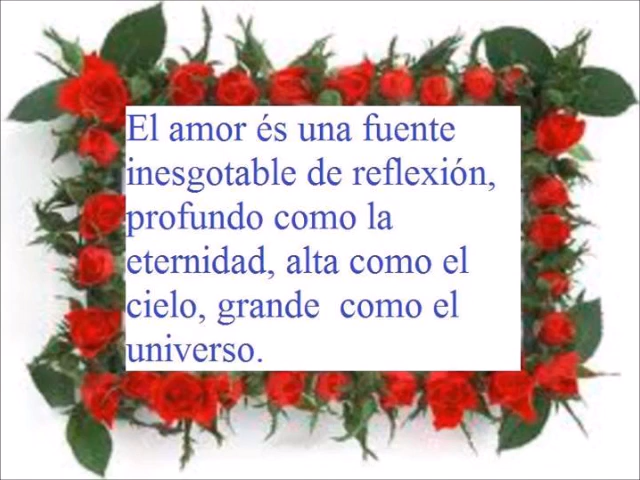 El amor és una fuente
inesgotable de reflexión,
profundo como la
eternidad, alta como el
cielo, grande  como el
universo.